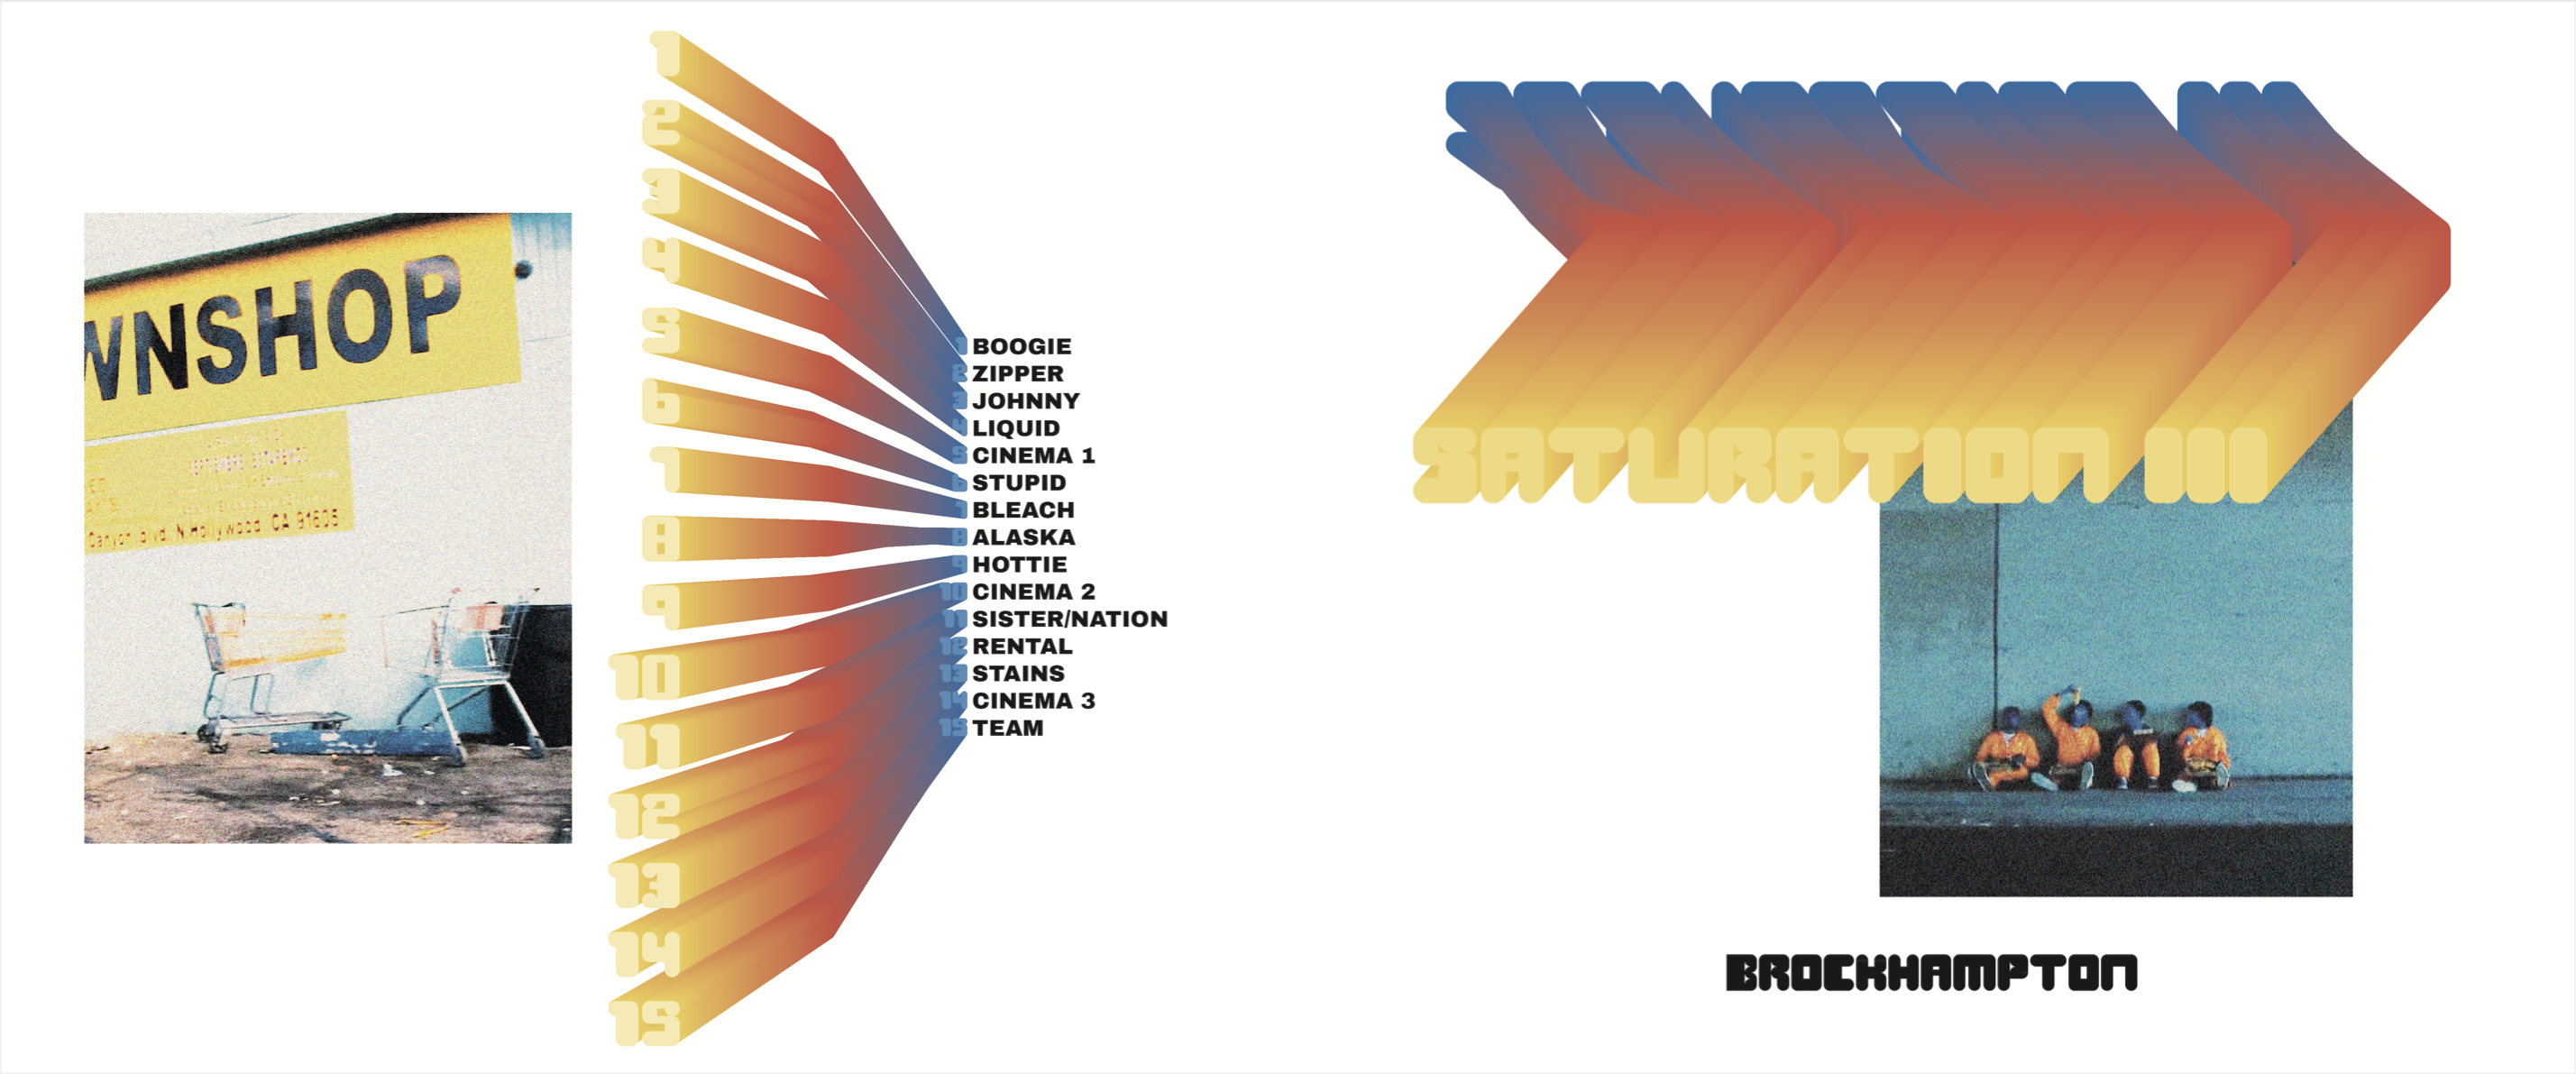 WNSHOP
Canyon blvd. N.Hollywood, CA 91605
1 BOOGIE
2 ZIPPER
3 JOHNNY
4 LIQUID
5 CINEMA 1
6 STUPID
7 BLEACH
8 ALASKA
9 HOTTIE
10 CINEMA 2
11 SISTER/NATION
12 RENTAL
13 STAINS
14 CINEMA 3
15 TEAM
SATURATION III
BROCKHAMPTON